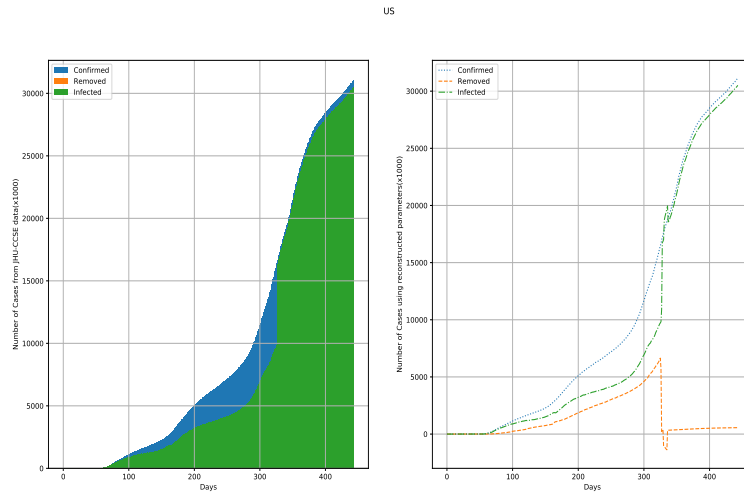 US
Confirmed
Removed
Infected
Number of Cases from JHU-CCSE data(x1000)
0
5000
10000
15000
20000
25000
30000
0 100 200 300 400
Days
Confirmed
Removed
Infected
Number of Cases using reconstructed parameters(x1000)
0
5000
10000
15000
20000
25000
30000
0 100 200 300 400
Days